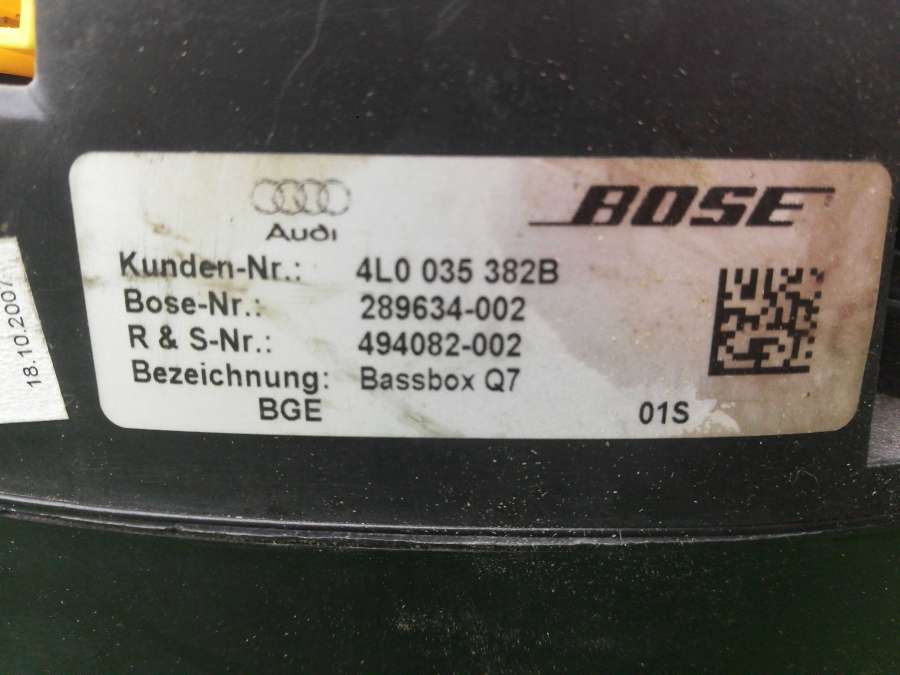 Audi
BOSE
Kunden-Nr.: 4L0 035 382B
Bose-Nr.: 289634-002
R & S-Nr.: 494082-002
Bezeichnung: Bassbox Q7
BGE 01S
18.10.2007